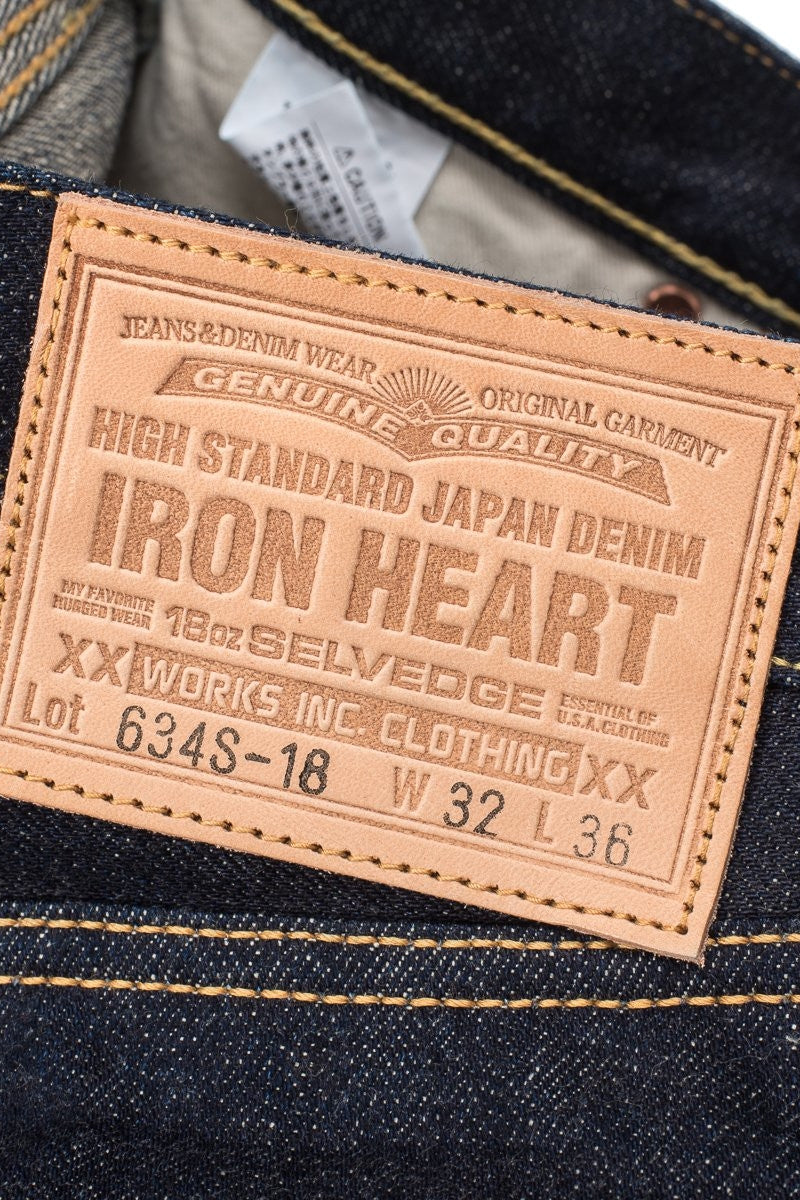 ⚠ CAUTION
JEANS&DENIM WEAR
ORIGINAL GARMENT
GENUINE QUALITY
HIGH STANDARD JAPAN DENIM
IRON HEART
MY FAVORITE
RUGGED WEAR
18oz SELVEDGE
ESSENTIAL OF
U.S.A. CLOTHING
XX WORKS INC. CLOTHING XX
Lot 634S-18 W 32 L 36